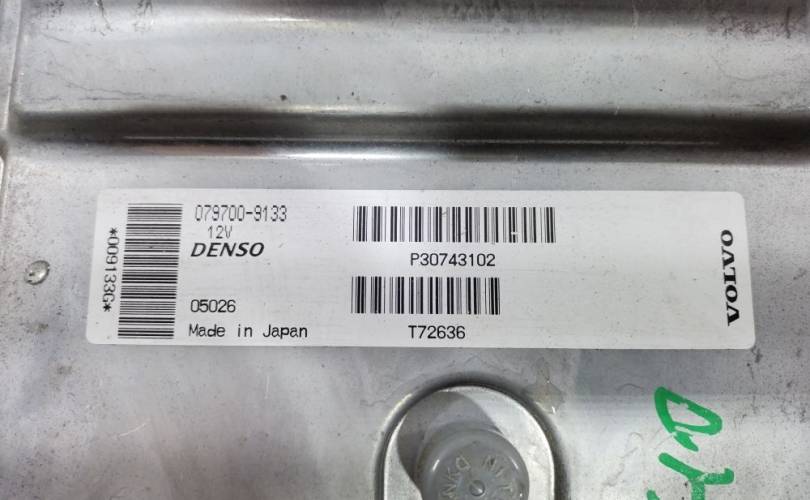 *009133G*
079700-9133
12V
DENSO
05026
Made in Japan
P30743102
T72636
VOLVO